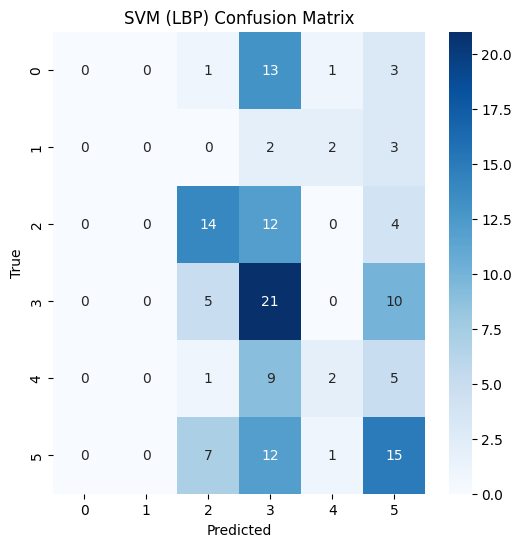 SVM (LBP) Confusion Matrix
True
0 0 0 1 13 1 3
1 0 0 0 2 2 3
2 0 0 14 12 0 4
3 0 0 5 21 0 10
4 0 0 1 9 2 5
5 0 0 7 12 1 15
0 1 2 3 4 5
Predicted
20.0
17.5
15.0
12.5
10.0
7.5
5.0
2.5
0.0